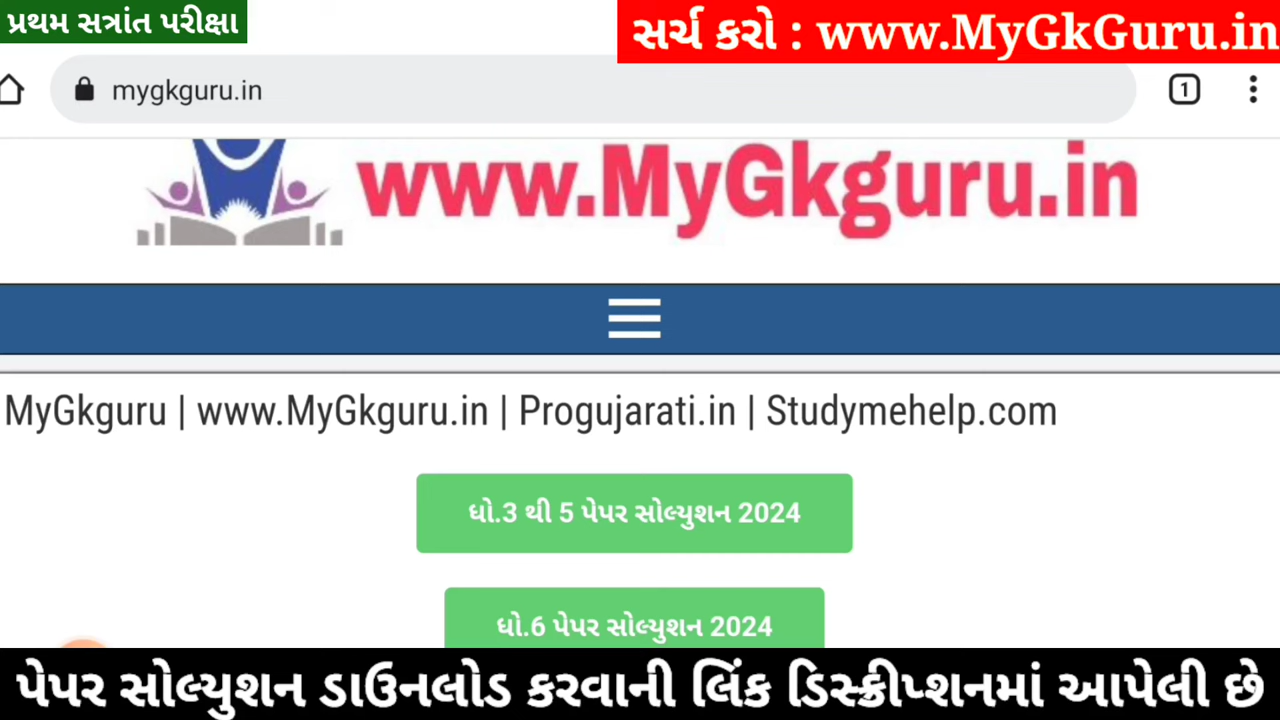 પ્રથમ સત્રાંત પરીક્ષા
સર્ચ કરો : www.MyGkGuru.in
mygkguru.in
1
www.MyGkguru.in
MyGkguru | www.MyGkguru.in | Progujarati.in | Studymehelp.com
ધો.3 થી 5 પેપર સોલ્યુશન 2024
ધો.6 પેપર સોલ્યુશન 2024
પેપર સોલ્યુશન ડાઉનલોડ કરવાની લિંક ડિસ્ક્રીપ્શનમાં આપેલી છે